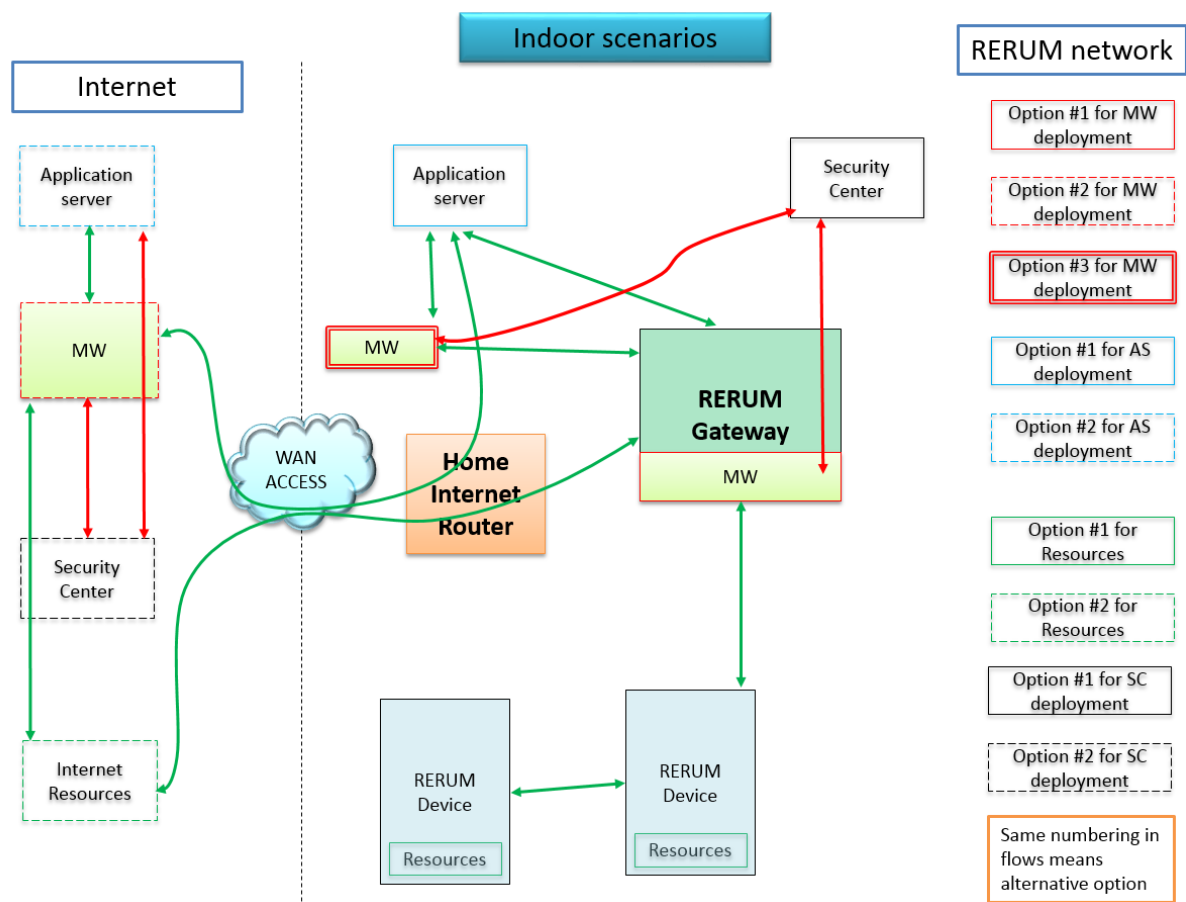 Indoor scenarios
Internet
RERUM network
Application
server
MW
Security
Center
Internet
Resources
WAN
ACCESS
Application
server
Security
Center
MW
RERUM
Gateway
MW
Home
Internet
Router
RERUM
Device
Resources
RERUM
Device
Resources
Option #1 for MW
deployment
Option #2 for MW
deployment
Option #3 for MW
deployment
Option #1 for AS
deployment
Option #2 for AS
deployment
Option #1 for
Resources
Option #2 for
Resources
Option #1 for SC
deployment
Option #2 for SC
deployment
Same numbering in
flows means
alternative option